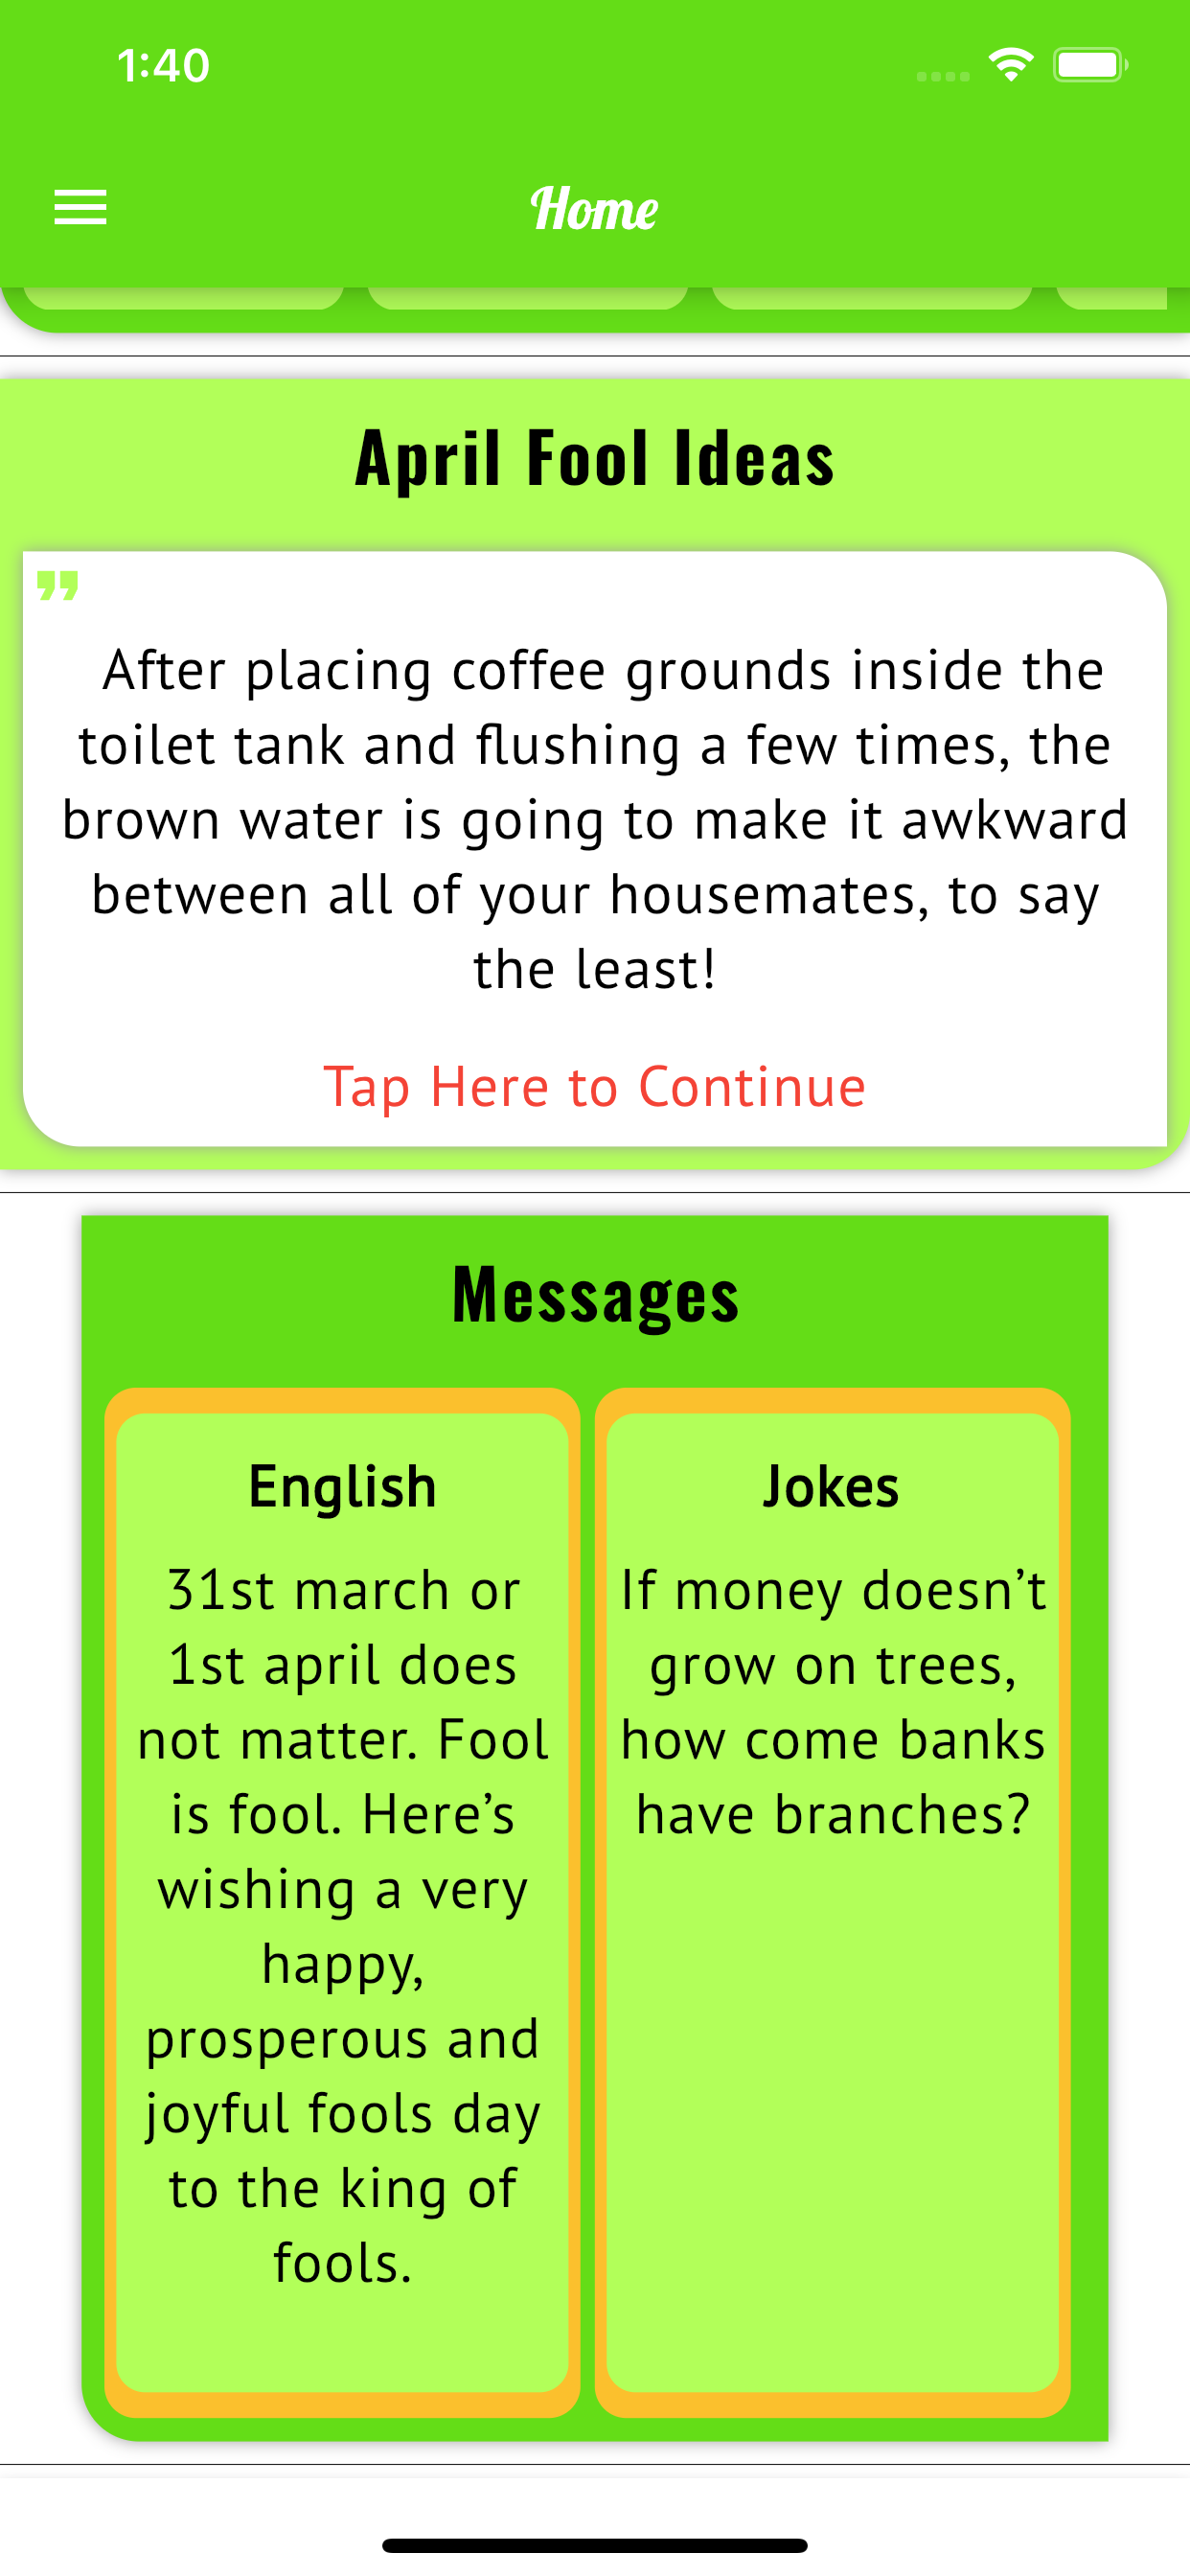 1:40
Home
April Fool Ideas
After placing coffee grounds inside the
toilet tank and flushing a few times, the
brown water is going to make it awkward
between all of your housemates, to say
the least!
Tap Here to Continue
Messages
English
31st march or
1st april does
not matter. Fool
is fool. Here’s
wishing a very
happy,
prosperous and
joyful fools day
to the king of
fools.
Jokes
If money doesn’t
grow on trees,
how come banks
have branches?